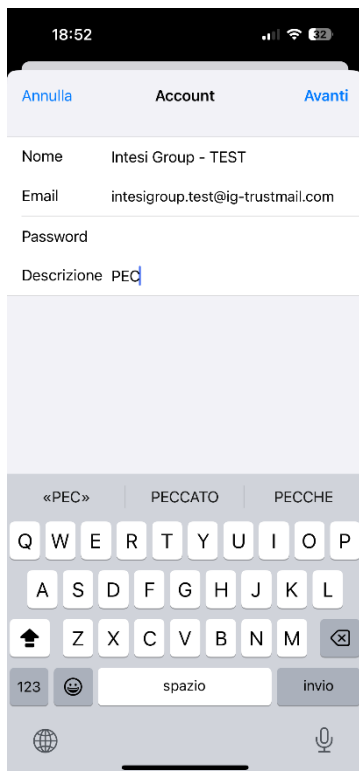 18:52
32
Annulla Account Avanti
Nome Intesi Group - TEST
Email intesigroup.test@ig-trustmail.com
Password
Descrizione PEC
«PEC» PECCATO PECCHE
Q W E R T Y U I O P
A S D F G H J K L
Z X C V B N M
123 spazio invio